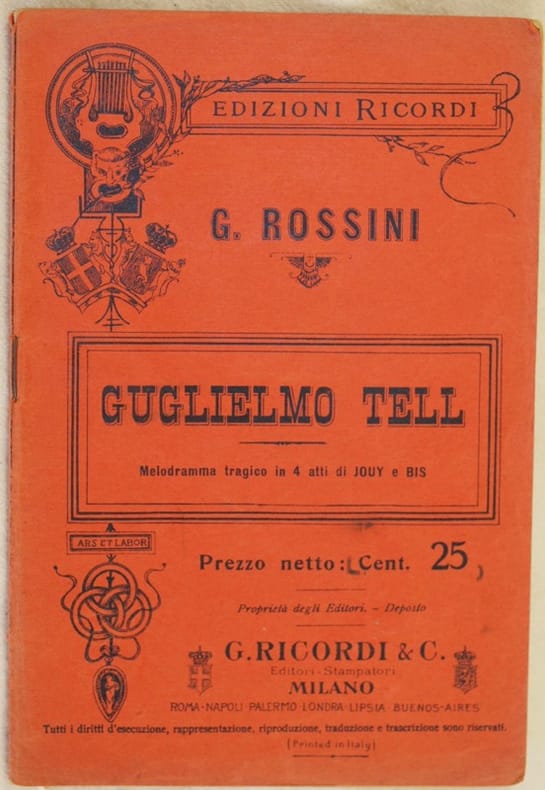 EDIZIONI RICORDI
G. ROSSINI
GUGLIELMO TELL
Melodramma tragico in 4 atti di JOUY e BIS
ARS ET LABOR
Prezzo netto: Cent. 25
Proprietà degli Editori. - Deposto
G. RICORDI & C.
Editori-Stampatori
MILANO
ROMA-NAPOLI PALERMO LONDRA-LIPSIA-BUENOS-AIRES
Tutti i diritti d'esecuzione, rappresentazione, riproduzione, traduzione e trascrizione sono riservati.
(Printed in Italy)